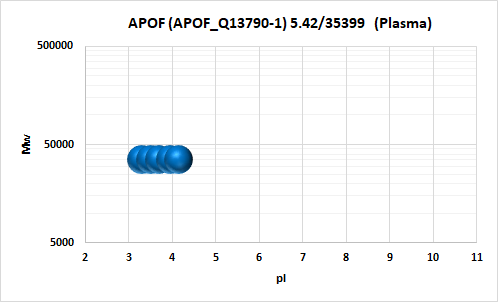 APOF (APOF_Q13790-1) 5.42/35399 (Plasma)
500000
50000
5000
Mw
2 3 4 5 6 7 8 9 10 11
pI